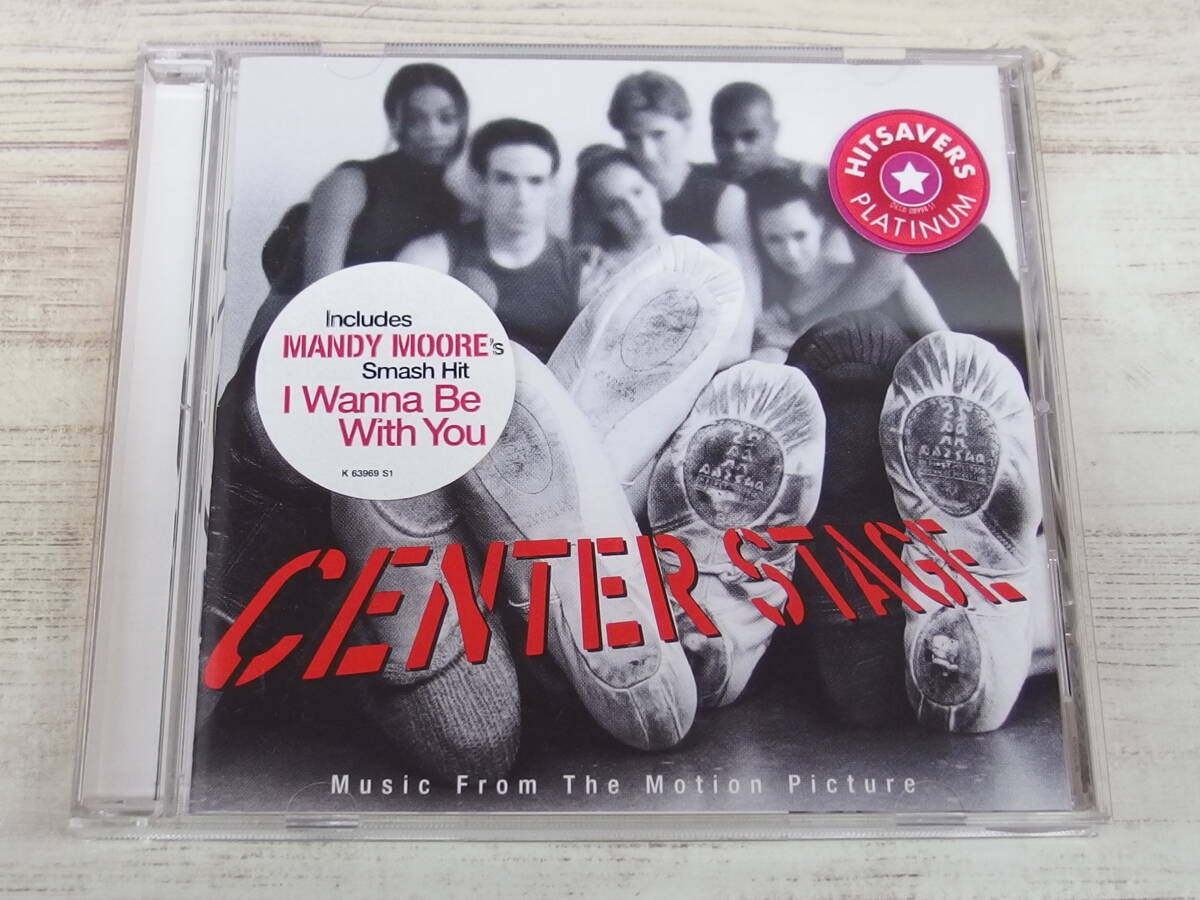 HITSAVERS
PLATINUM
Includes
MANDY MOORE's
Smash Hit
I Wanna Be
With You
K 63969 S1
CENTER STAGE
Music From The Motion Picture